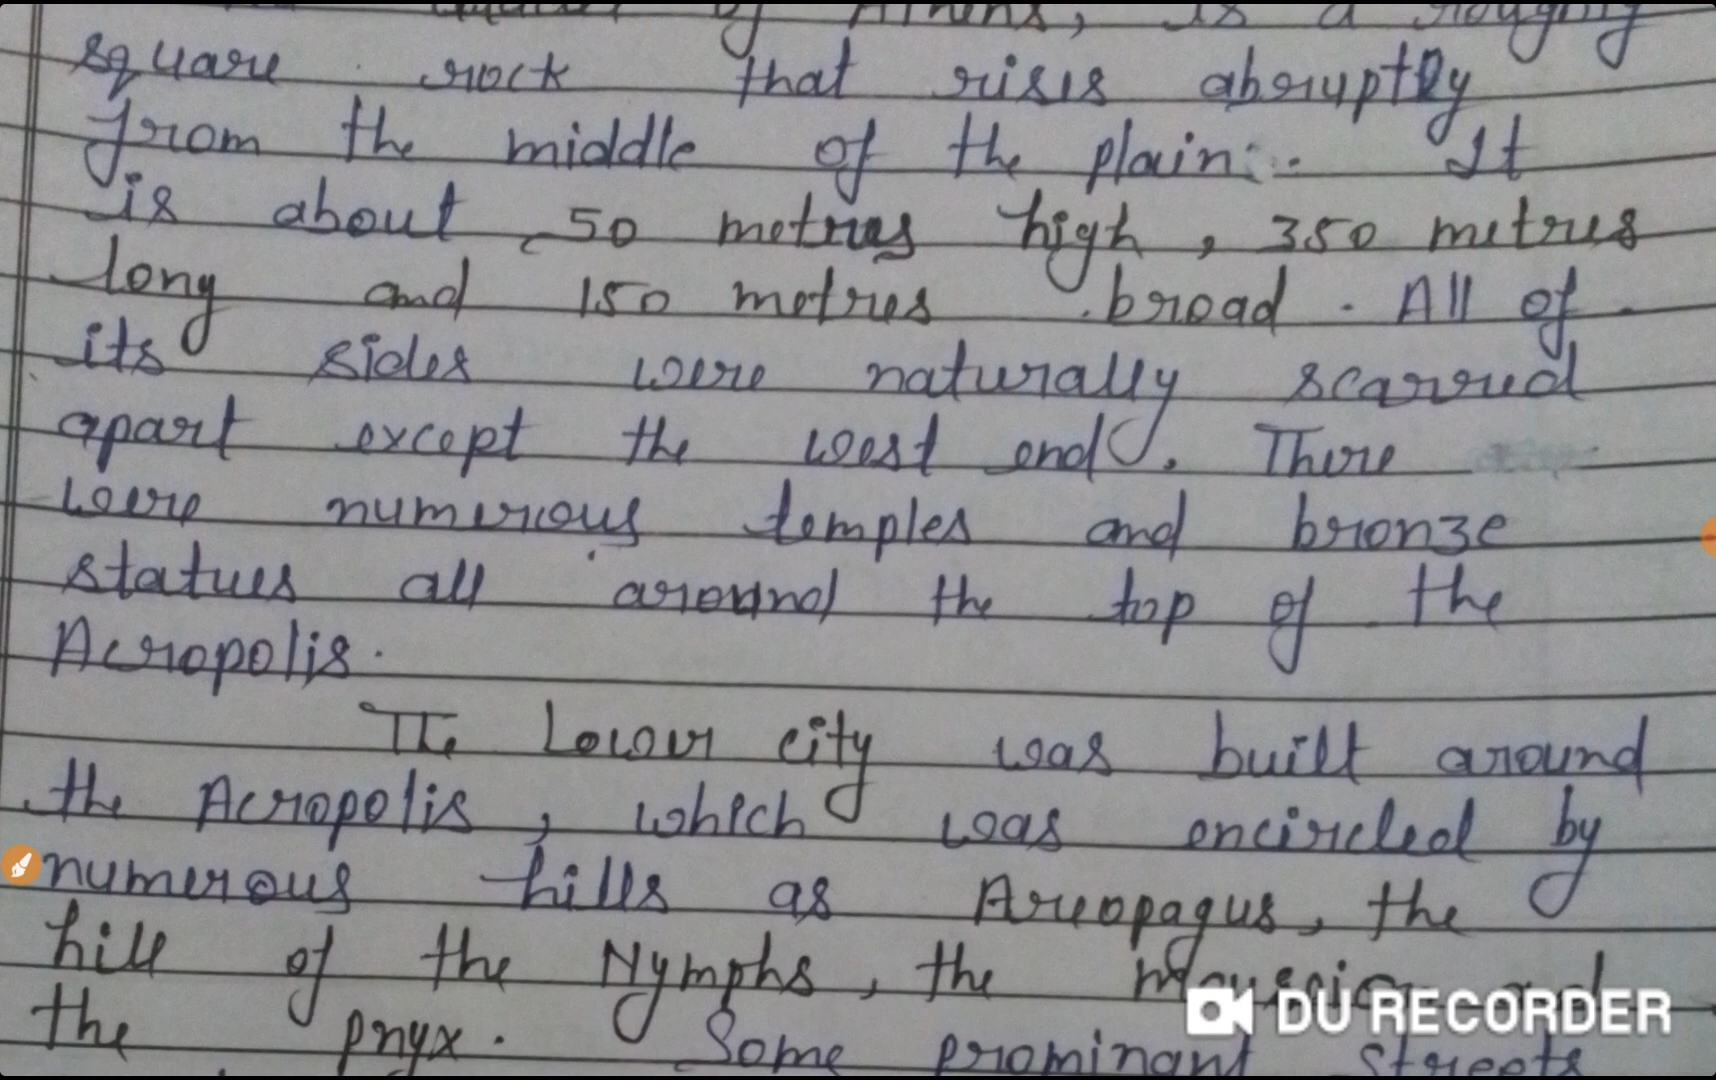 of Athens, is a
square rock that rises abruptly
from the middle of the plain. It
is about 50 metres high, 350 metres
long and 150 metres broad. All of
its sides were naturally scarred
apart except the west end. There
were numerous temples and bronze
statues all around the top of the
Acropolis.
The Lower city was built around
the Acropolis, which was encircled by
numerous hills as Areopagus, the
hill of the Nymphs, the
the pnyx. Some prominant streets
DU RECORDER